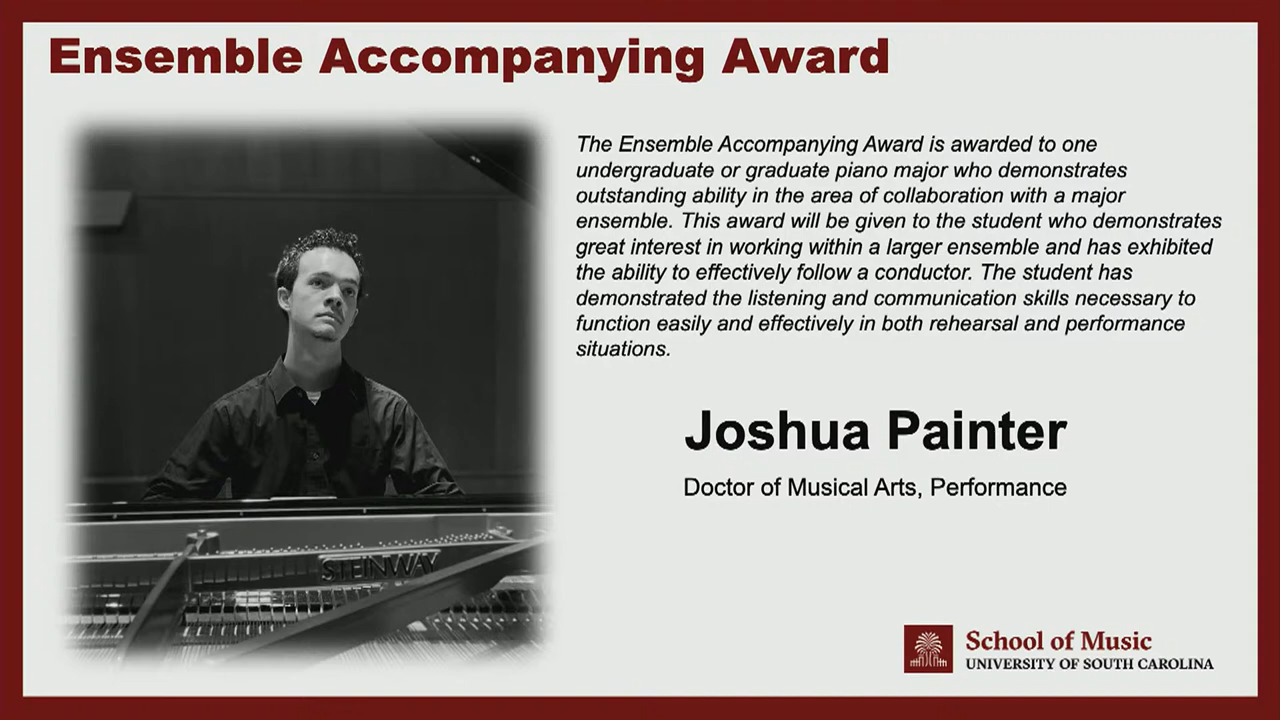 Ensemble Accompanying Award
The Ensemble Accompanying Award is awarded to one
undergraduate or graduate piano major who demonstrates
outstanding ability in the area of collaboration with a major
ensemble. This award will be given to the student who demonstrates
great interest in working within a larger ensemble and has exhibited
the ability to effectively follow a conductor. The student has
demonstrated the listening and communication skills necessary to
function easily and effectively in both rehearsal and performance
situations.
Joshua Painter
Doctor of Musical Arts, Performance
STEINWAY
School of Music
UNIVERSITY OF SOUTH CAROLINA